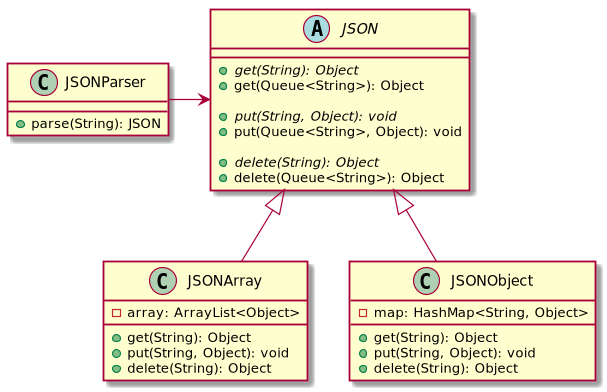 A JSON
get(String): Object
get(Queue<String>): Object
put(String, Object): void
put(Queue<String>, Object): void
delete(String): Object
delete(Queue<String>): Object
C JSONParser
parse(String): JSON
C JSONArray
array: ArrayList<Object>
get(String): Object
put(String, Object): void
delete(String): Object
C JSONObject
map: HashMap<String, Object>
get(String): Object
put(String, Object): void
delete(String): Object